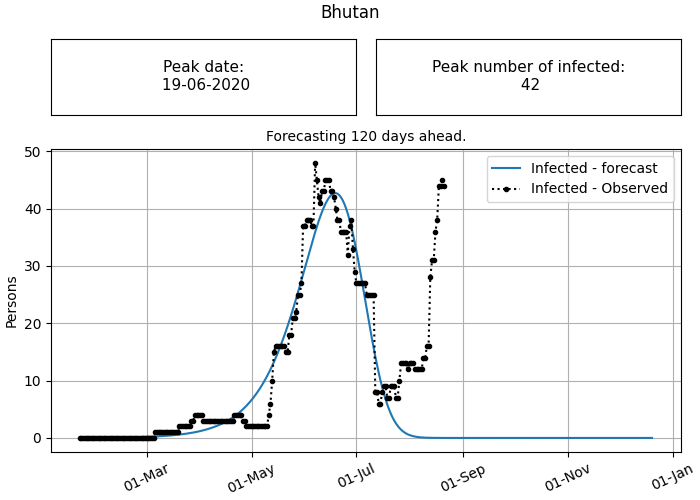 Bhutan
Peak date:
19-06-2020
Peak number of infected:
42
Forecasting 120 days ahead.
50
40
30
20
10
0
Persons
Infected - forecast
Infected - Observed
01-Mar
01-May
01-Jul
01-Sep
01-Nov
01-Jan